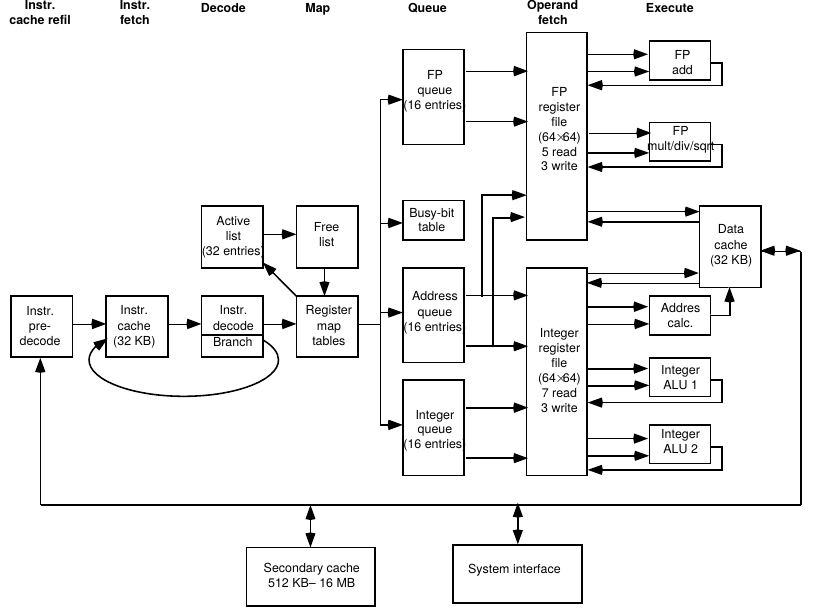 Instr.
cache refil
Instr.
fetch
Decode
Map
Queue
Operand
fetch
Execute
FP
queue
(16 entries)
FP
register
file
(64×64)
5 read
3 write
FP
add
FP
mult/div/sqrt
Active
list
(32 entries)
Free
list
Busy-bit
table
Data
cache
(32 KB)
Instr.
pre-
decode
Instr.
cache
(32 KB)
Instr.
decode
Branch
Register
map
tables
Address
queue
(16 entries)
Integer
register
file
(64×64)
7 read
3 write
Addres
calc.
Integer
ALU 1
Integer
queue
(16 entries)
Integer
ALU 2
Secondary cache
512 KB– 16 MB
System interface